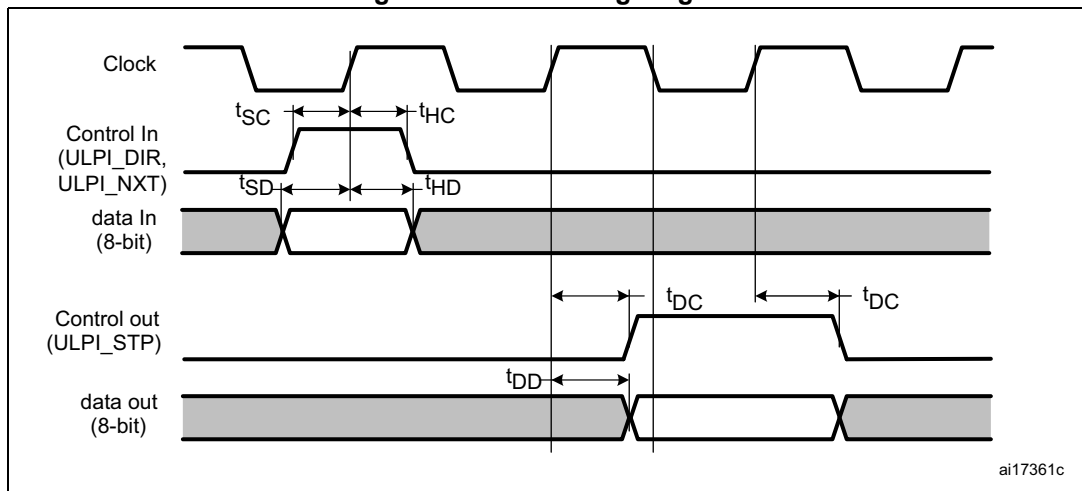 Clock
tSC
tHC
Control In
(ULPI_DIR,
ULPI_NXT)
tSD
tHD
data In
(8-bit)
tDC
tDC
Control out
(ULPI_STP)
tDD
data out
(8-bit)
ai17361c